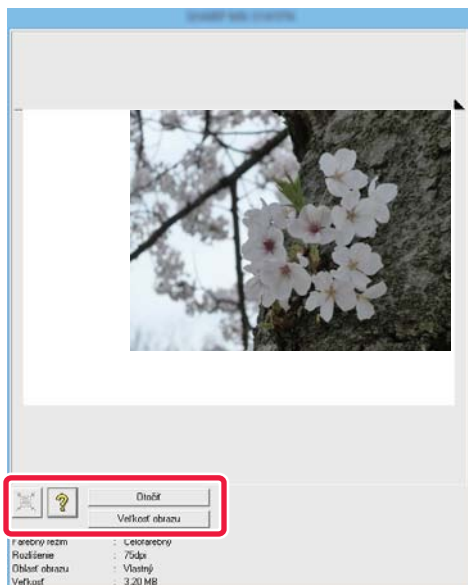 Otočiť
Veľkosť obrazu
Farebný režim : Celofarebný
Rozlíšenie : 75dpi
Oblasť obrazu : Vlastný
Veľkosť : 3.20 MB